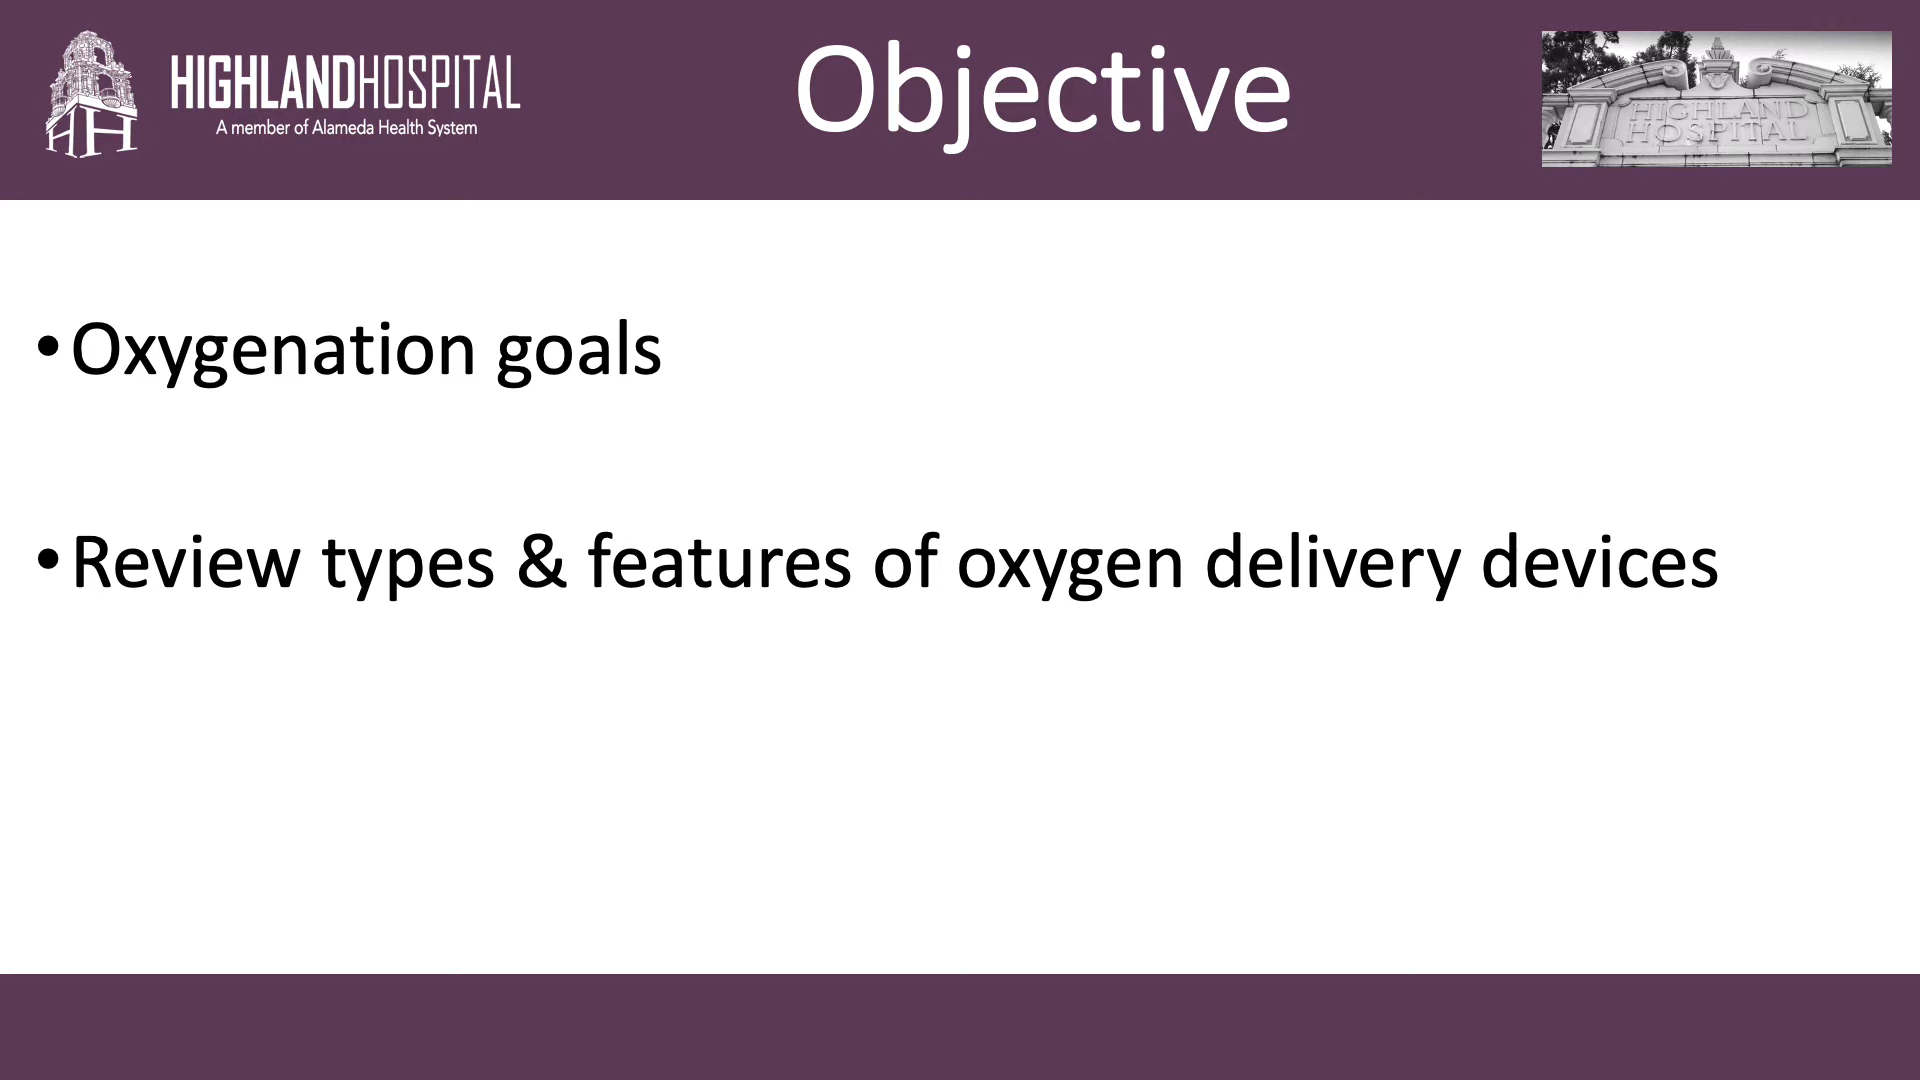 HIGHLANDHOSPITAL
A member of Alameda Health System
Objective
HIGHLAND
HOSPITAL
• Oxygenation goals
• Review types & features of oxygen delivery devices